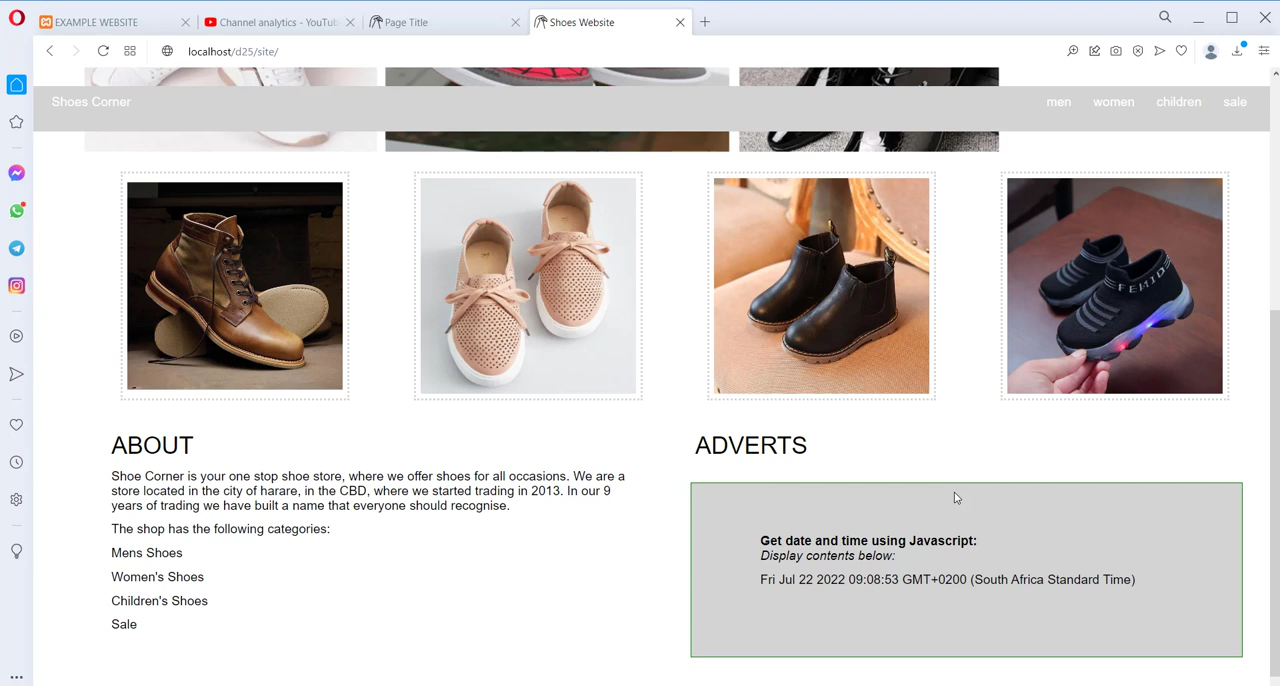 EXAMPLE WEBSITE
Channel analytics - YouTub
Page Title
Shoes Website
localhost/d25/site/
Shoes Corner
men women children sale
FEMIO
ABOUT
Shoe Corner is your one stop shoe store, where we offer shoes for all occasions. We are a
store located in the city of harare, in the CBD, where we started trading in 2013. In our 9
years of trading we have built a name that everyone should recognise.
The shop has the following categories:
Mens Shoes
Women's Shoes
Children's Shoes
Sale
ADVERTS
Get date and time using Javascript:
Display contents below:
Fri Jul 22 2022 09:08:53 GMT+0200 (South Africa Standard Time)